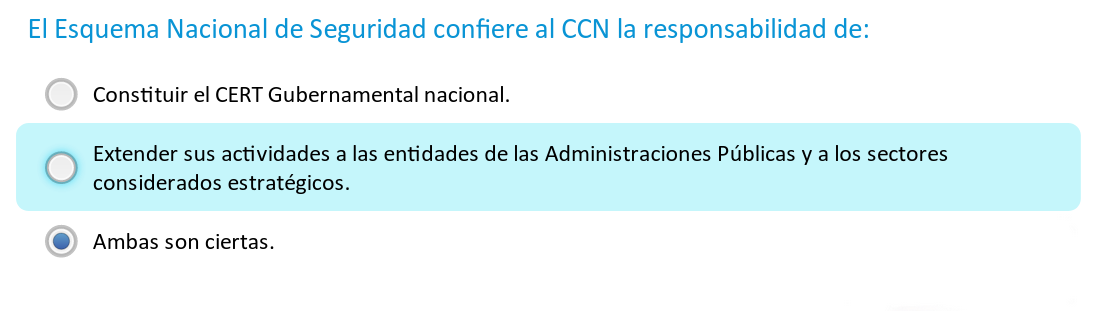 El Esquema Nacional de Seguridad confiere al CCN la responsabilidad de:
Constituir el CERT Gubernamental nacional.
Extender sus actividades a las entidades de las Administraciones Públicas y a los sectores
considerados estratégicos.
Ambas son ciertas.